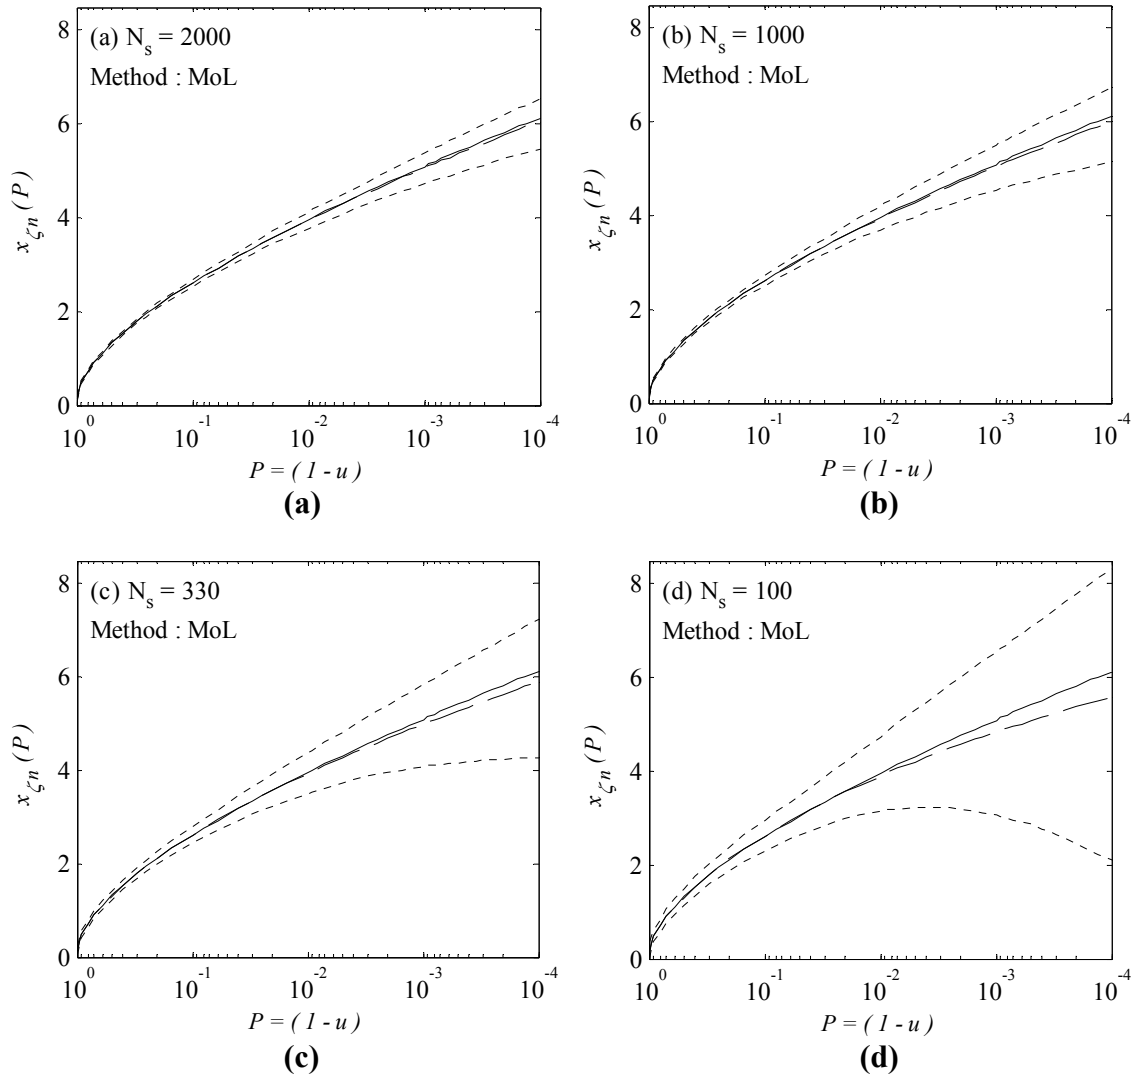 (a) N_s = 2000
Method : MoL
8
6
4
2
0
x_ζn (P)
10^0 10^-1 10^-2 10^-3 10^-4
P = ( 1 - u )
(a)
(b) N_s = 1000
Method : MoL
8
6
4
2
0
x_ζn (P)
10^0 10^-1 10^-2 10^-3 10^-4
P = ( 1 - u )
(b)
(c) N_s = 330
Method : MoL
8
6
4
2
0
x_ζn (P)
10^0 10^-1 10^-2 10^-3 10^-4
P = ( 1 - u )
(c)
(d) N_s = 100
Method : MoL
8
6
4
2
0
x_ζn (P)
10^0 10^-1 10^-2 10^-3 10^-4
P = ( 1 - u )
(d)